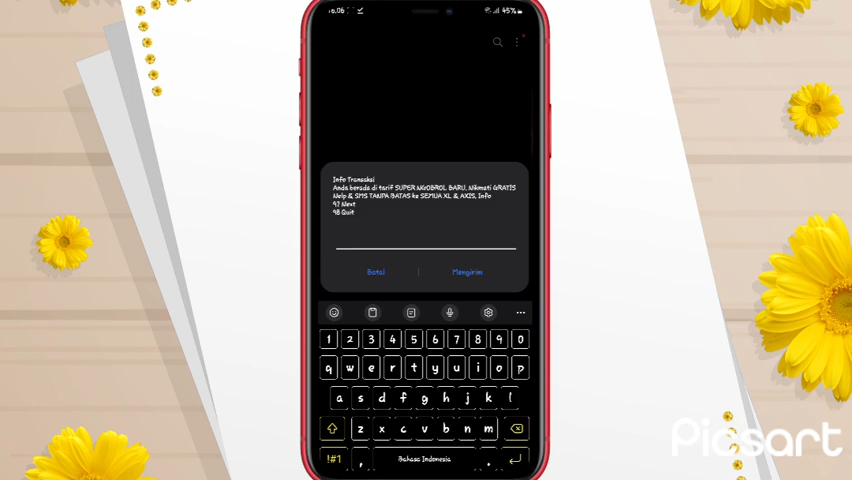 45%
Info Transaksi
Anda berada di tarif SUPER NGOBROL BARU, Nikmati GRATIS
Nelp & SMS TANPA BATAS ke SEMUA XL & AXIS, Info
97 Next
98 Quit
Batal
Mengirim
1 2 3 4 5 6 7 8 9 0
q w e r t y u i o p
a s d f g h j k l
z x c v b n m
!#1 , Bahasa Indonesia .
Picsart